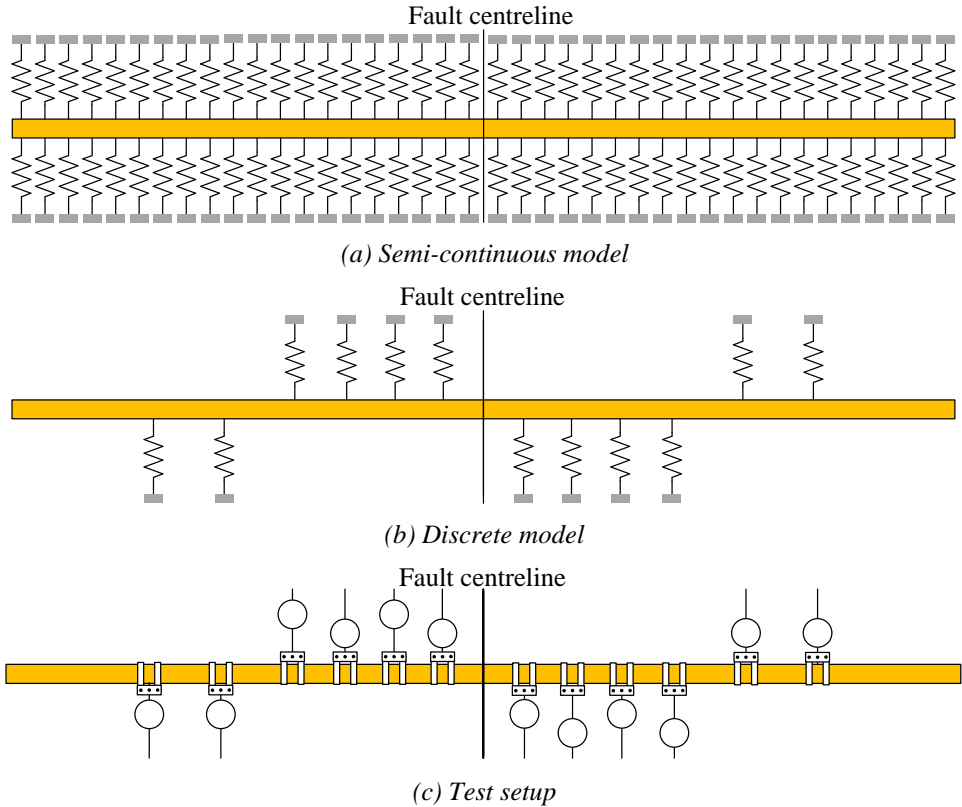 Fault centreline
(a) Semi-continuous model
Fault centreline
(b) Discrete model
Fault centreline
(c) Test setup